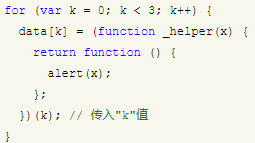 for (var k = 0; k < 3; k++) {
  data[k] = (function _helper(x) {
    return function () {
      alert(x);
    };
  })(k); // 传入"k"值
}